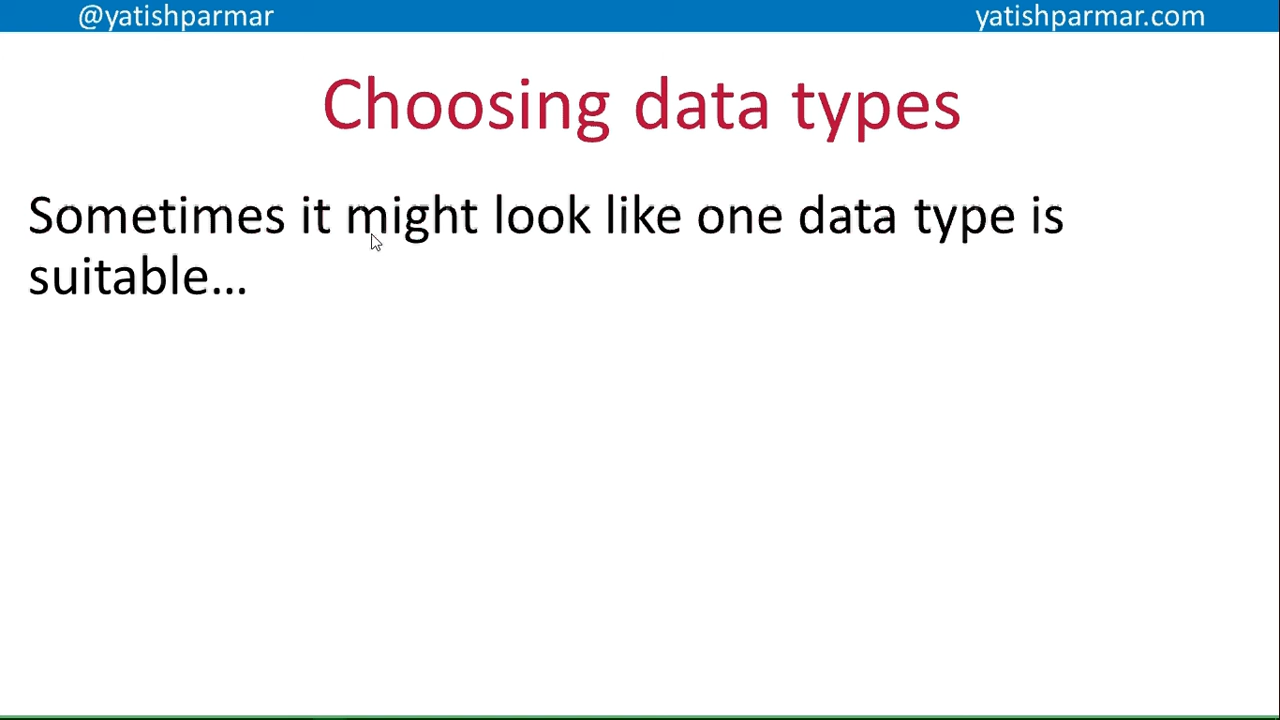 @yatishparmar
yatishparmar.com
Choosing data types
Sometimes it might look like one data type is
suitable...